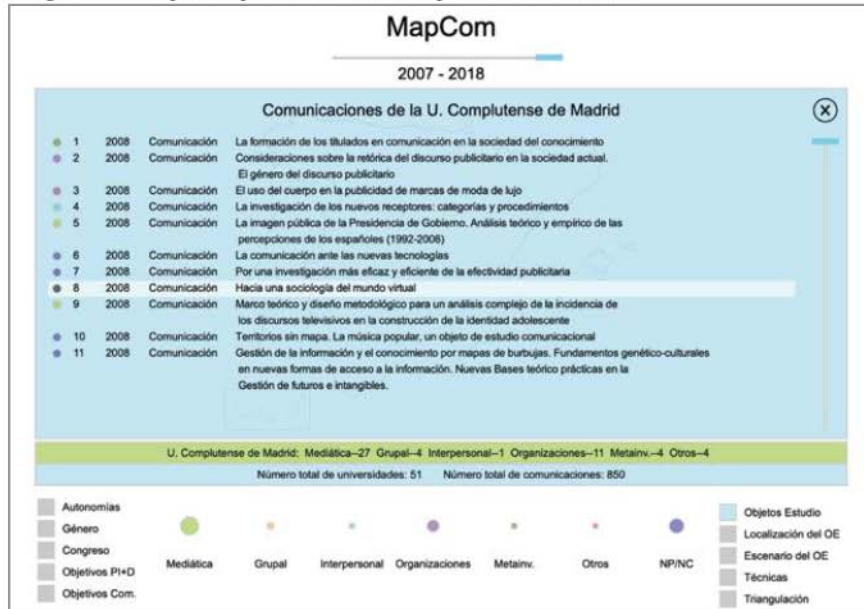 MapCom
2007 - 2018
Comunicaciones de la U. Complutense de Madrid
X
1 2008 Comunicación La formación de los titulados en comunicación en la sociedad del conocimiento
2 2008 Comunicación Consideraciones sobre la retórica del discurso publicitario en la sociedad actual.
El género del discurso publicitario
3 2008 Comunicación El uso del cuerpo en la publicidad de marcas de moda de lujo
4 2008 Comunicación La investigación de los nuevos receptores: categorías y procedimientos
5 2008 Comunicación La imagen pública de la Presidencia de Gobierno. Análisis teórico y empírico de las
percepciones de los españoles (1992-2006)
6 2008 Comunicación La comunicación ante las nuevas tecnologías
7 2008 Comunicación Por una investigación más eficaz y eficiente de la efectividad publicitaria
8 2008 Comunicación Hacia una sociología del mundo virtual
9 2008 Comunicación Marco teórico y diseño metodológico para un análisis complejo de la incidencia de
los discursos televisivos en la construcción de la identidad adolescente
10 2008 Comunicación Territorios sin mapa. La música popular, un objeto de estudio comunicacional
11 2008 Comunicación Gestión de la información y el conocimiento por mapas de burbujas. Fundamentos genético-culturales
en nuevas formas de acceso a la información. Nuevas Bases teórico prácticas en la
Gestión de futuros e intangibles.
U. Complutense de Madrid: Mediática--27 Grupal--4 Interpersonal--1 Organizaciones--11 Metainv.--4 Otros--4
Número total de universidades: 51 Número total de comunicaciones: 850
Autonomías
Género
Congreso
Objetivos PI+D
Objetivos Com.
Mediática Grupal Interpersonal Organizaciones Metainv. Otros NP/NC
Objetos Estudio
Localización del OE
Escenario del OE
Técnicas
Triangulación